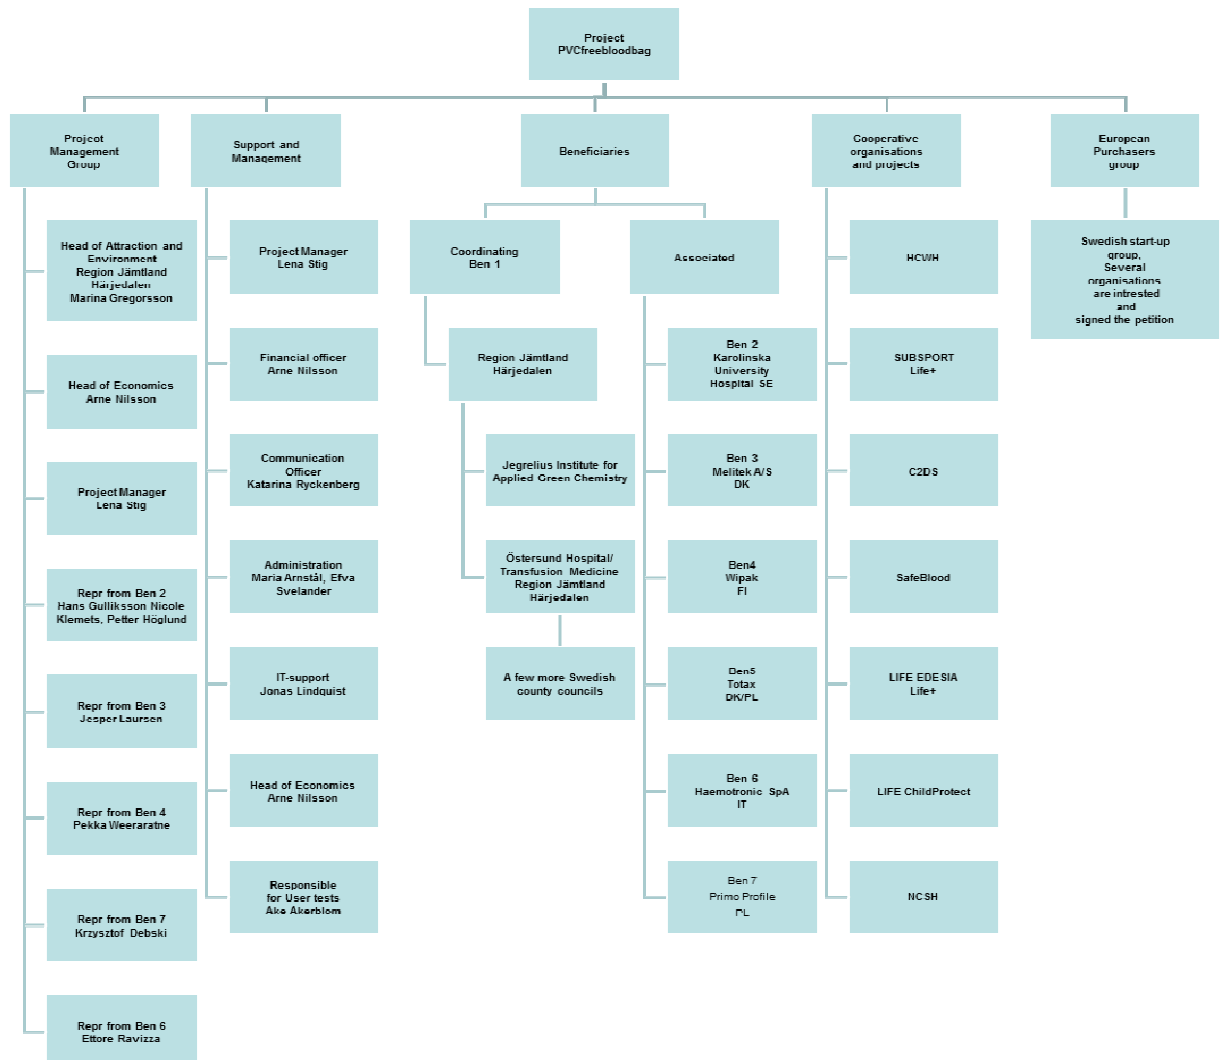 Project
PVCfreebloodbag
Project
Management
Group
Support and
Management
Beneficiaries
Cooperative
organisations
and projects
European
Purchasers
group
Head of Attraction and
Environment
Region Jämtland
Härjedalen
Marina Gregorsson
Head of Economics
Arne Nilsson
Project Manager
Lena Stig
Repr from Ben 2
Hans Gulliksson Nicole
Klemets, Petter Höglund
Repr from Ben 3
Jesper Laursen
Repr from Ben 4
Pekka Weeraratne
Repr from Ben 7
Krzysztof Debski
Repr from Ben 6
Ettore Ravizza
Project Manager
Lena Stig
Financial officer
Arne Nilsson
Communication
Officer
Katarina Ryckenberg
Administration
Maria Arnstål, Efva
Svelander
IT-support
Jonas Lindquist
Head of Economics
Arne Nilsson
Responsible
for User tests
Ake Akerblom
Coordinating
Ben 1
Region Jämtland
Härjedalen
Jegrelius Institute for
Applied Green Chemistry
Östersund Hospital/
Transfusion Medicine
Region Jämtland
Härjedalen
A few more Swedish
county councils
Associated
Ben 2
Karolinska
University
Hospital SE
Ben 3
Melitek A/S
DK
Ben4
Wipak
FI
Ben5
Totax
DK/PL
Ben 6
Haemotronic SpA
IT
Ben 7
Primo Profile
PL
HCWH
SUBSPORT
Life+
C2DS
SafeBlood
LIFE EDESIA
Life+
LIFE ChildProtect
NCSH
Swedish start-up
group,
Several
organisations
are intrested
and
signed the petition